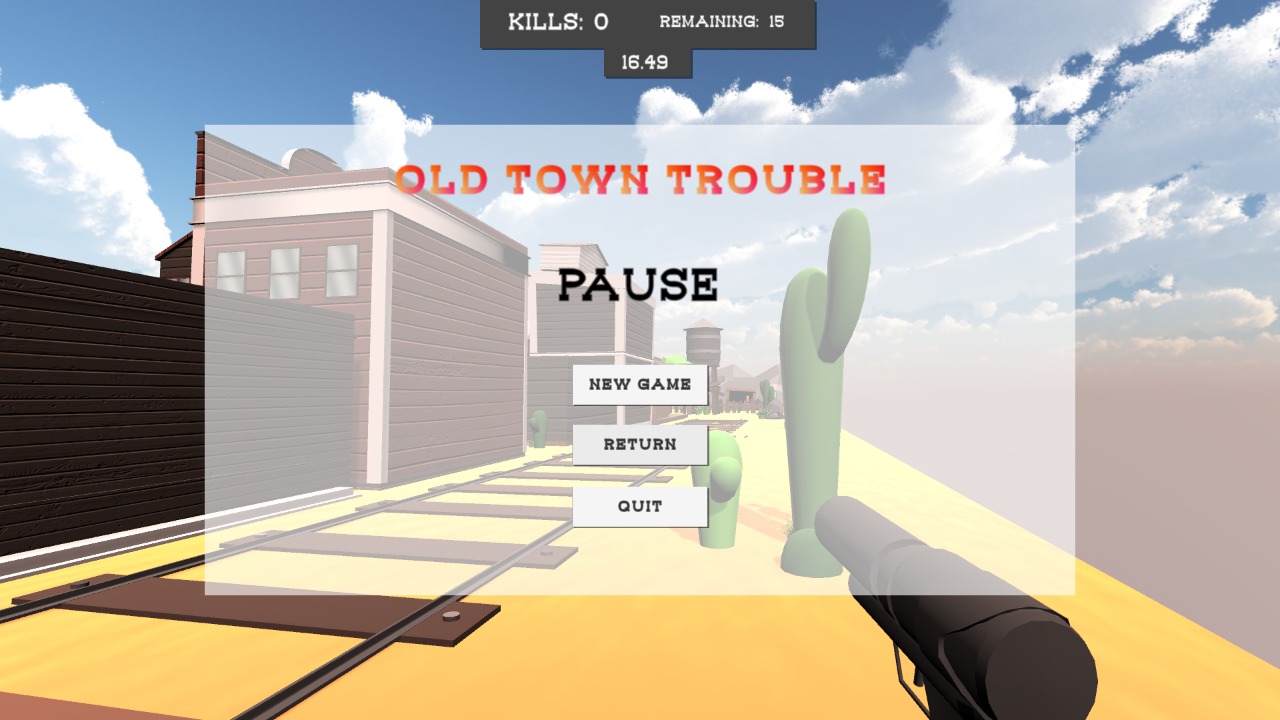 KILLS: 0 REMAINING: 15
16.49
OLD TOWN TROUBLE
PAUSE
NEW GAME
RETURN
QUIT